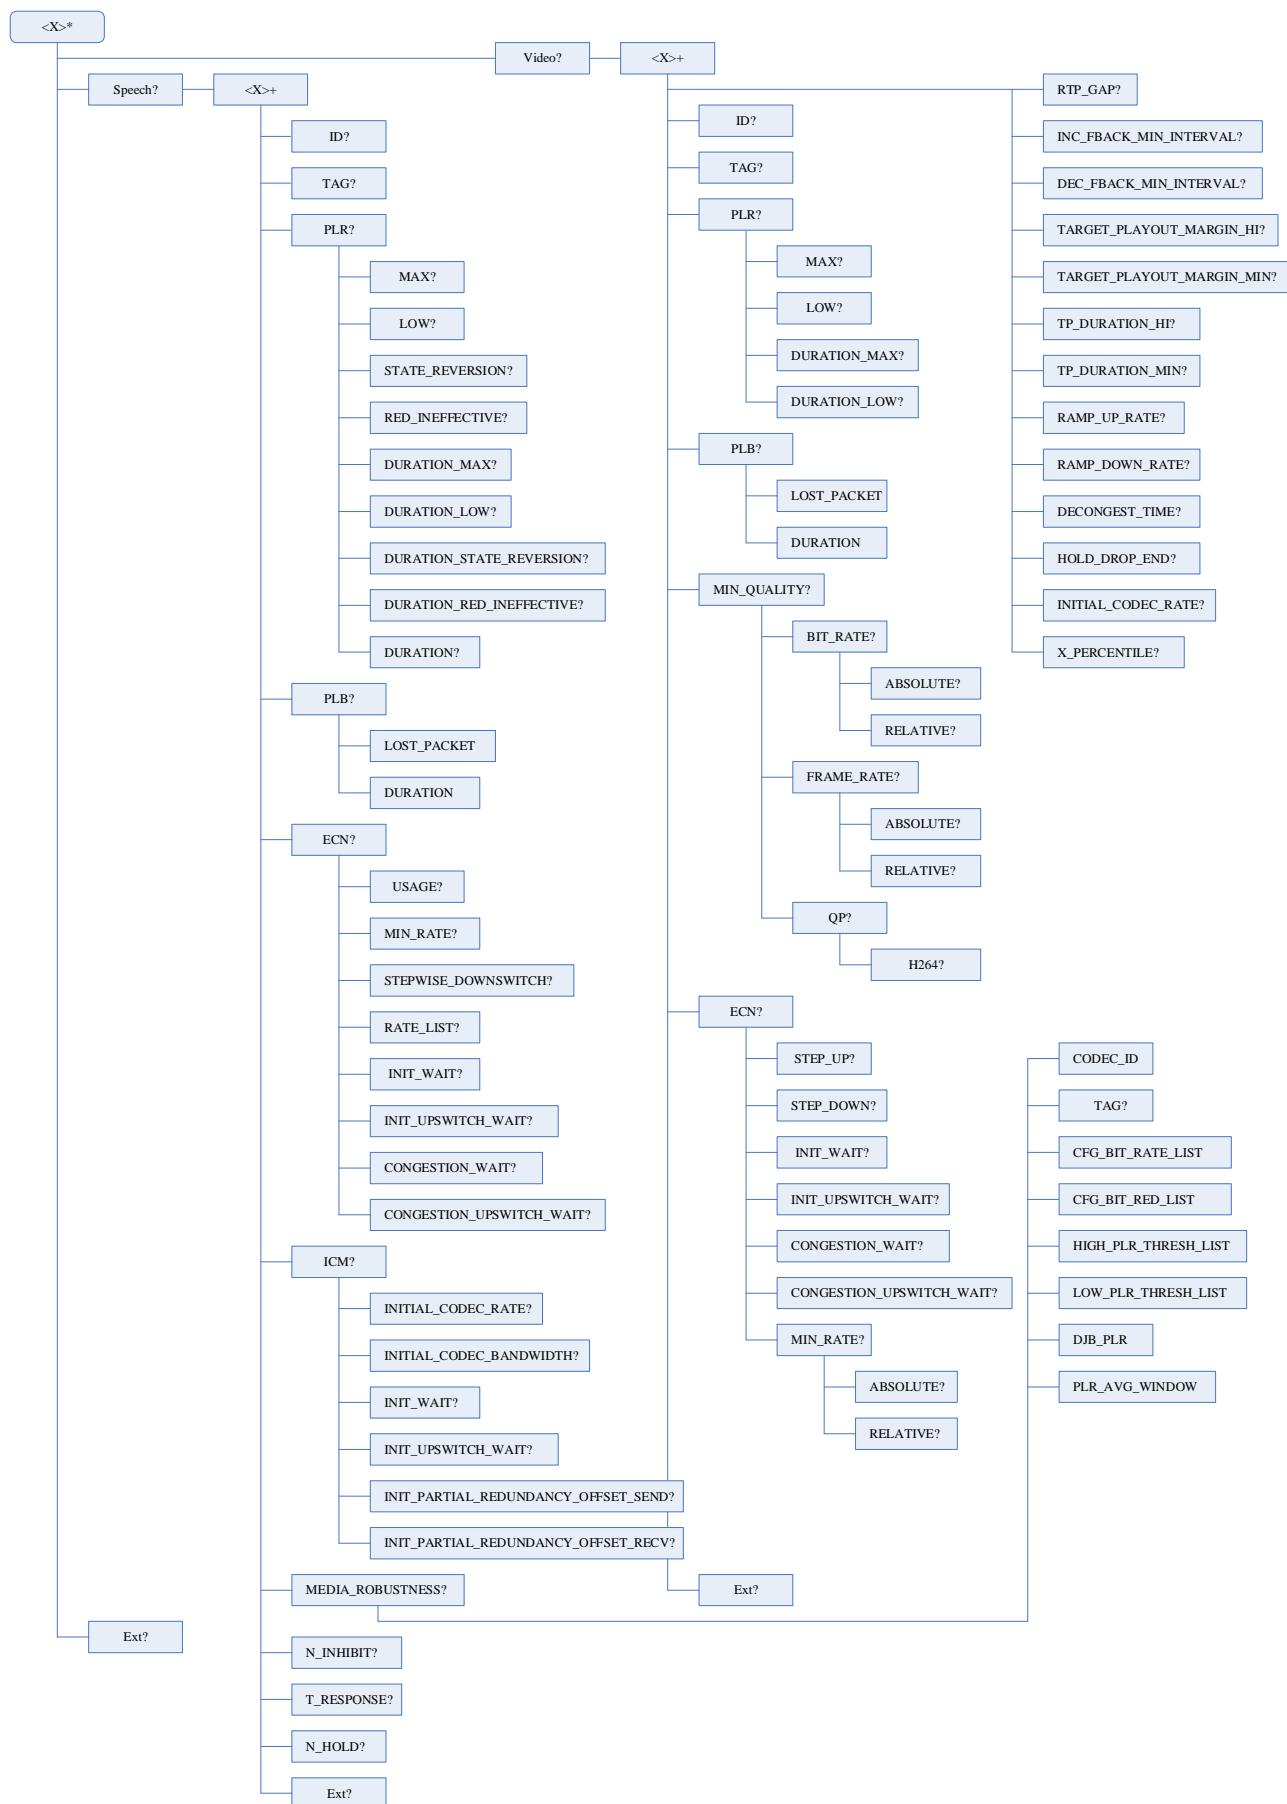 <X>*
Video?
<X>+
Speech?
<X>+
ID?
TAG?
PLR?
MAX?
LOW?
STATE_REVERSION?
RED_INEFFECTIVE?
DURATION_MAX?
DURATION_LOW?
DURATION_STATE_REVERSION?
DURATION_RED_INEFFECTIVE?
DURATION?
PLB?
LOST_PACKET
DURATION
ECN?
USAGE?
MIN_RATE?
STEPWISE_DOWNSWITCH?
RATE_LIST?
INIT_WAIT?
INIT_UPSWITCH_WAIT?
CONGESTION_WAIT?
CONGESTION_UPSWITCH_WAIT?
ICM?
INITIAL_CODEC_RATE?
INITIAL_CODEC_BANDWIDTH?
INIT_WAIT?
INIT_UPSWITCH_WAIT?
INIT_PARTIAL_REDUNDANCY_OFFSET_SEND?
INIT_PARTIAL_REDUNDANCY_OFFSET_RECV?
MEDIA_ROBUSTNESS?
N_INHIBIT?
T_RESPONSE?
N_HOLD?
Ext?
Ext?
ID?
TAG?
PLR?
MAX?
LOW?
DURATION_MAX?
DURATION_LOW?
PLB?
LOST_PACKET
DURATION
MIN_QUALITY?
BIT_RATE?
ABSOLUTE?
RELATIVE?
FRAME_RATE?
ABSOLUTE?
RELATIVE?
QP?
H264?
ECN?
STEP_UP?
STEP_DOWN?
INIT_WAIT?
INIT_UPSWITCH_WAIT?
CONGESTION_WAIT?
CONGESTION_UPSWITCH_WAIT?
MIN_RATE?
ABSOLUTE?
RELATIVE?
Ext?
RTP_GAP?
INC_FBACK_MIN_INTERVAL?
DEC_FBACK_MIN_INTERVAL?
TARGET_PLAYOUT_MARGIN_HI?
TARGET_PLAYOUT_MARGIN_MIN?
TP_DURATION_HI?
TP_DURATION_MIN?
RAMP_UP_RATE?
RAMP_DOWN_RATE?
DECONGEST_TIME?
HOLD_DROP_END?
INITIAL_CODEC_RATE?
X_PERCENTILE?
CODEC_ID
TAG?
CFG_BIT_RATE_LIST
CFG_BIT_RED_LIST
HIGH_PLR_THRESH_LIST
LOW_PLR_THRESH_LIST
DJB_PLR
PLR_AVG_WINDOW